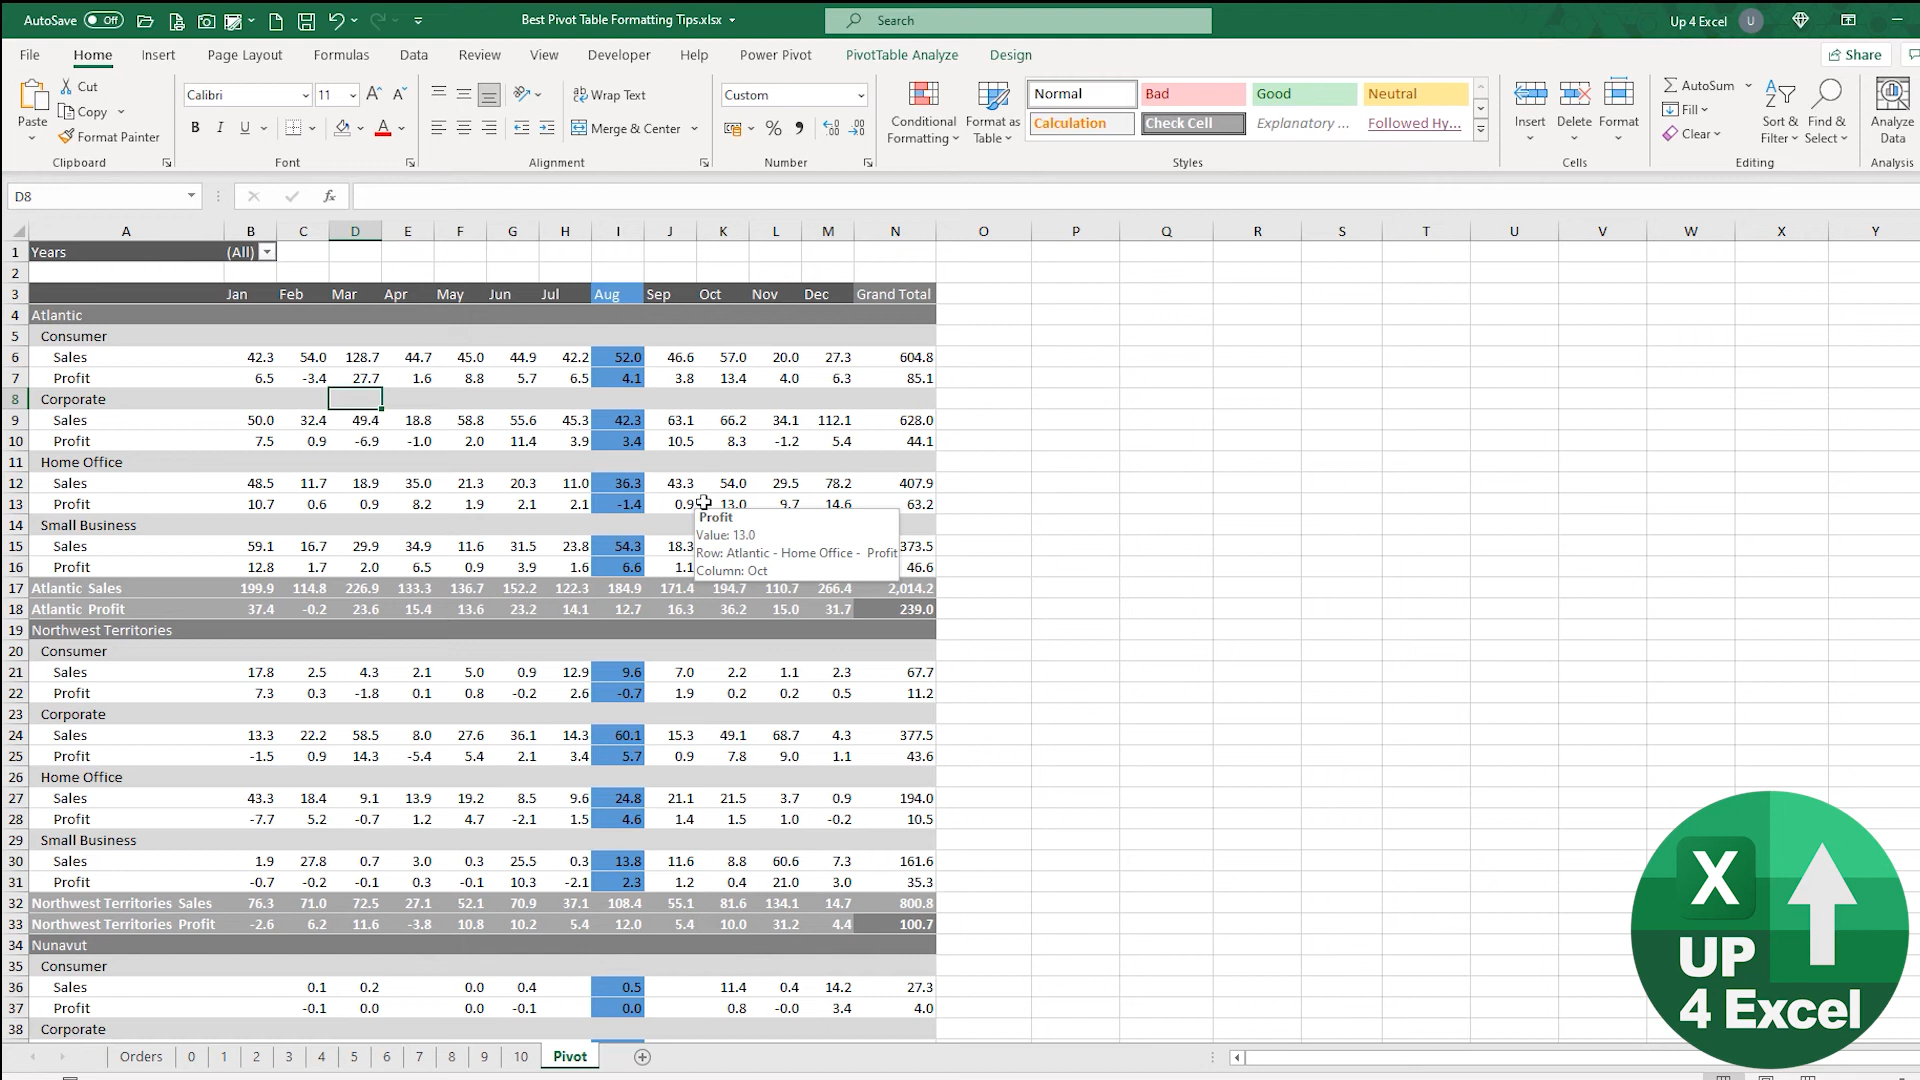 AutoSave Off Best Pivot Table Formatting Tips.xlsx Search Up 4 Excel U
File Home Insert Page Layout Formulas Data Review View Developer Help Power Pivot PivotTable Analyze Design Share
Paste Cut Copy Format Painter Clipboard
Calibri 11 B I U A Font
Wrap Text Merge & Center Alignment
Custom % Number
Conditional Formatting Format as Table
Normal Bad Good Neutral
Calculation Check Cell Explanatory ... Followed Hy...
Styles
Insert Delete Format Cells
AutoSum Fill Clear Sort & Filter Find & Select Editing
Analyze Data Analysis
D8 fx
A B C D E F G H I J K L M N O P Q R S T U V W X Y
1 Years (All)
2
3 Jan Feb Mar Apr May Jun Jul Aug Sep Oct Nov Dec Grand Total
4 Atlantic
5 Consumer
6 Sales 42.3 54.0 128.7 44.7 45.0 44.9 42.2 52.0 46.6 57.0 20.0 27.3 604.8
7 Profit 6.5 -3.4 27.7 1.6 8.8 5.7 6.5 4.1 3.8 13.4 4.0 6.3 85.1
8 Corporate
9 Sales 50.0 32.4 49.4 18.8 58.8 55.6 45.3 42.3 63.1 66.2 34.1 112.1 628.0
10 Profit 7.5 0.9 -6.9 -1.0 2.0 11.4 3.9 3.4 10.5 8.3 -1.2 5.4 44.1
11 Home Office
12 Sales 48.5 11.7 18.9 35.0 21.3 20.3 11.0 36.3 43.3 54.0 29.5 78.2 407.9
13 Profit 10.7 0.6 0.9 8.2 1.9 2.1 2.1 -1.4 0.9 13.0 9.7 14.6 63.2
14 Small Business
15 Sales 59.1 16.7 29.9 34.9 11.6 31.5 23.8 54.3 18.3 373.5
16 Profit 12.8 1.7 2.0 6.5 0.9 3.9 1.6 6.6 1.1 46.6
Profit
Value: 13.0
Row: Atlantic - Home Office - Profit
Column: Oct
17 Atlantic Sales 199.9 114.8 226.9 133.3 136.7 152.2 122.3 184.9 171.4 194.7 110.7 266.4 2,014.2
18 Atlantic Profit 37.4 -0.2 23.6 15.4 13.6 23.2 14.1 12.7 16.3 36.2 15.0 31.7 239.0
19 Northwest Territories
20 Consumer
21 Sales 17.8 2.5 4.3 2.1 5.0 0.9 12.9 9.6 7.0 2.2 1.1 2.3 67.7
22 Profit 7.3 0.3 -1.8 0.1 0.8 -0.2 2.6 -0.7 1.9 0.2 0.2 0.5 11.2
23 Corporate
24 Sales 13.3 22.2 58.5 8.0 27.6 36.1 14.3 60.1 15.3 49.1 68.7 4.3 377.5
25 Profit -1.5 0.9 14.3 -5.4 5.4 2.1 3.4 5.7 0.9 7.8 9.0 1.1 43.6
26 Home Office
27 Sales 43.3 18.4 9.1 13.9 19.2 8.5 9.6 24.8 21.1 21.5 3.7 0.9 194.0
28 Profit -7.7 5.2 -0.7 1.2 4.7 -2.1 1.5 4.6 1.4 1.5 1.0 -0.2 10.5
29 Small Business
30 Sales 1.9 27.8 0.7 3.0 0.3 25.5 0.3 13.8 11.6 8.8 60.6 7.3 161.6
31 Profit -0.7 -0.2 -0.1 0.3 -0.1 10.3 -2.1 2.3 1.2 0.4 21.0 3.0 35.3
32 Northwest Territories Sales 76.3 71.0 72.5 27.1 52.1 70.9 37.1 108.4 55.1 81.6 134.1 14.7 800.8
33 Northwest Territories Profit -2.6 6.2 11.6 -3.8 10.8 10.2 5.4 12.0 5.4 10.0 31.2 4.4 100.7
34 Nunavut
35 Consumer
36 Sales 0.1 0.2 0.0 0.4 0.5 11.4 0.4 14.2 27.3
37 Profit -0.1 0.0 0.0 -0.1 0.0 0.8 -0.0 3.4 4.0
38 Corporate
Orders 0 1 2 3 4 5 6 7 8 9 10 Pivot
X
UP
4 Excel